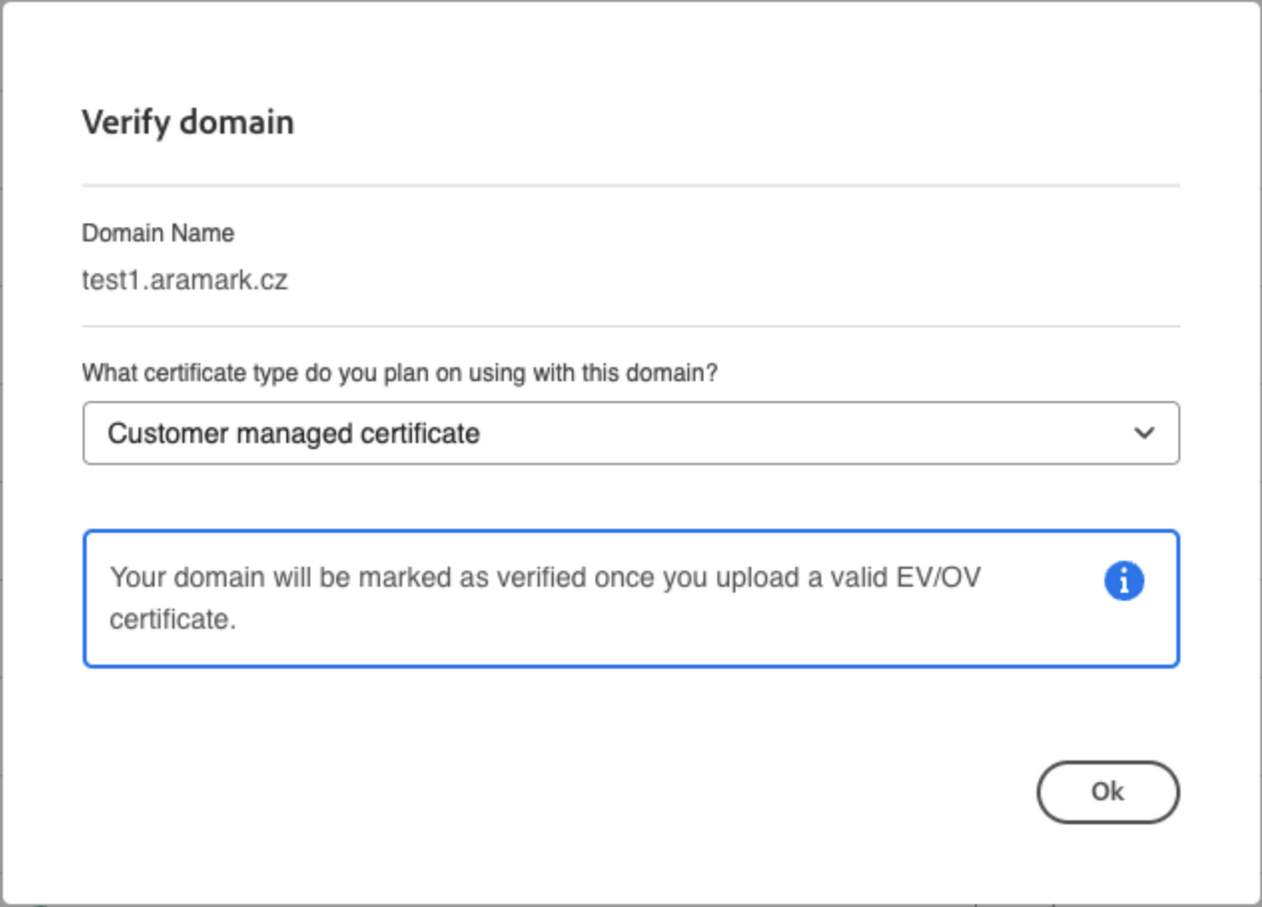 Verify domain
Domain Name
test1.aramark.cz
What certificate type do you plan on using with this domain?
Customer managed certificate
Your domain will be marked as verified once you upload a valid EV/OV
certificate.
Ok